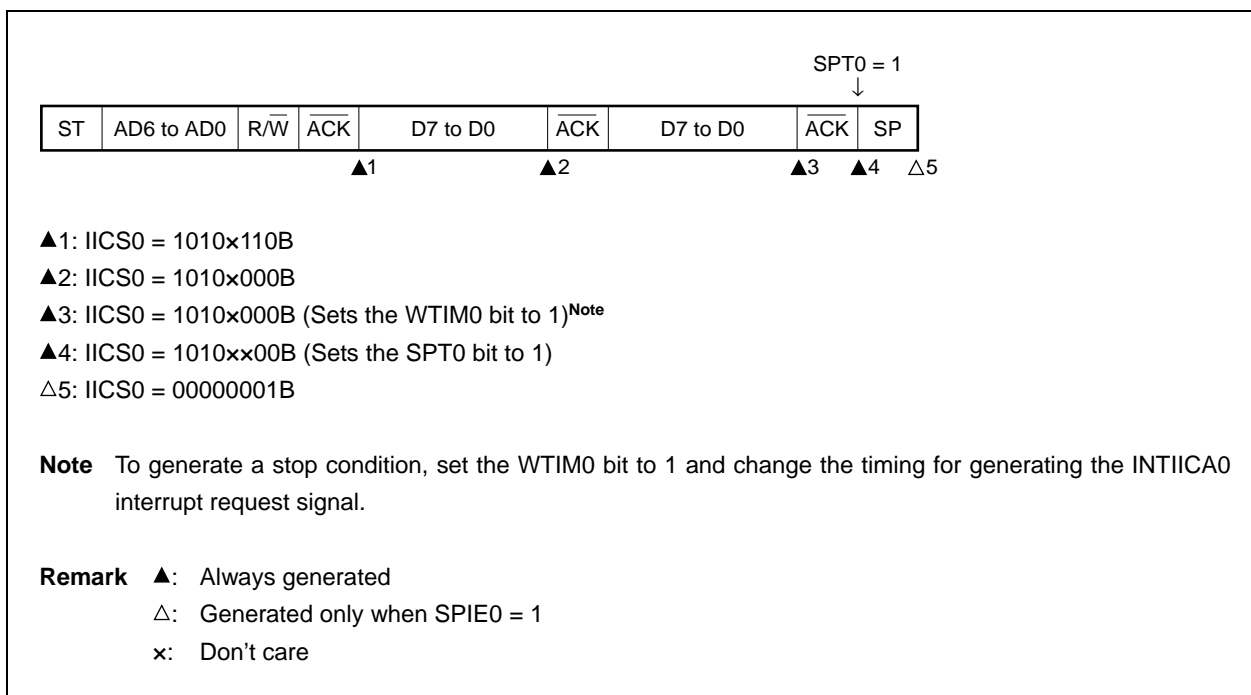 SPT0 = 1
↓
ST AD6 to AD0 R/W̅ A̅C̅K̅ D7 to D0 A̅C̅K̅ D7 to D0 A̅C̅K̅ SP
▲1 ▲2 ▲3 ▲4 △5
▲1: IICS0 = 1010×110B
▲2: IICS0 = 1010×000B
▲3: IICS0 = 1010×000B (Sets the WTIM0 bit to 1)Note
▲4: IICS0 = 1010××00B (Sets the SPT0 bit to 1)
△5: IICS0 = 00000001B
Note To generate a stop condition, set the WTIM0 bit to 1 and change the timing for generating the INTIICA0
interrupt request signal.
Remark ▲: Always generated
△: Generated only when SPIE0 = 1
×: Don't care